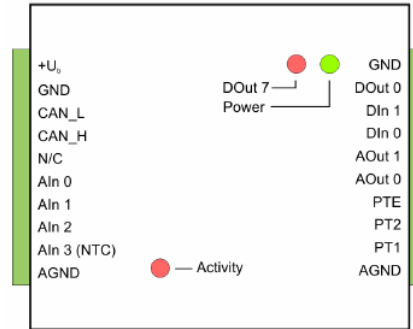 +U₀
GND
CAN_L
CAN_H
N/C
AIn 0
AIn 1
AIn 2
AIn 3 (NTC)
AGND
DOut 7
Power
Activity
GND
DOut 0
DIn 1
DIn 0
AOut 1
AOut 0
PTE
PT2
PT1
AGND